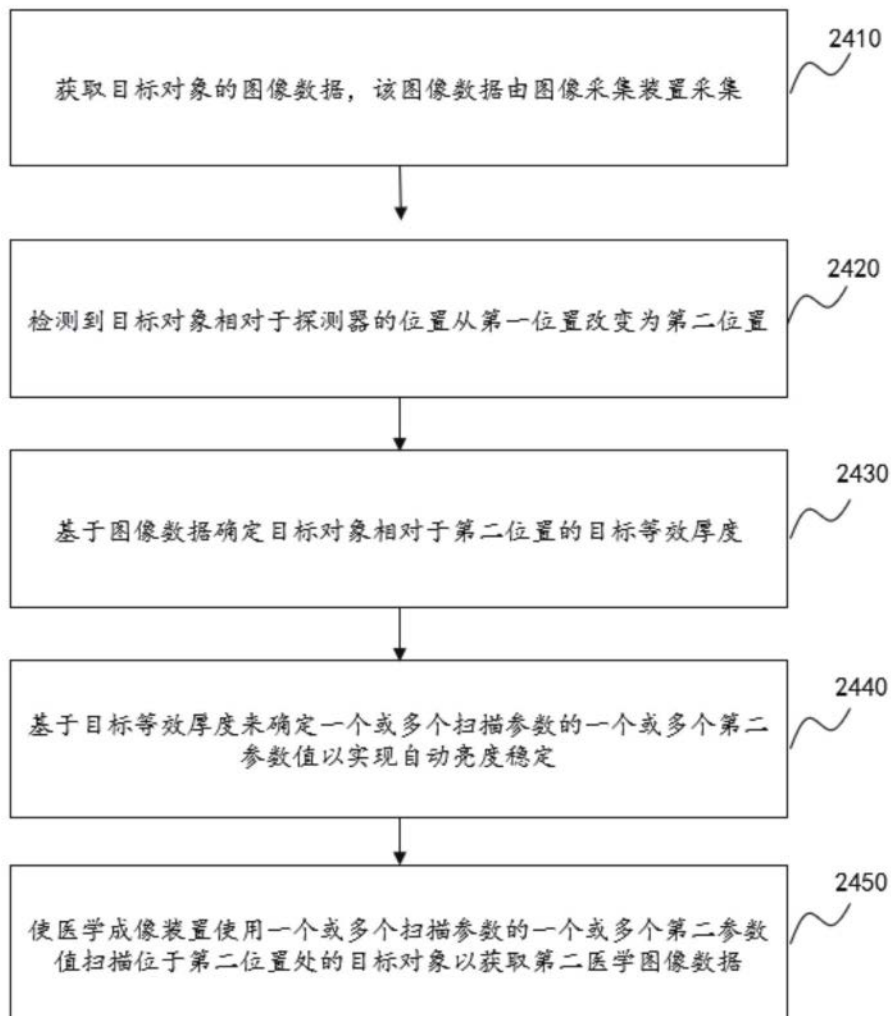 获取目标对象的图像数据，该图像数据由图像采集装置采集
2410
检测到目标对象相对于探测器的位置从第一位置改变为第二位置
2420
基于图像数据确定目标对象相对于第二位置的目标等效厚度
2430
基于目标等效厚度来确定一个或多个扫描参数的一个或多个第二
参数值以实现自动亮度稳定
2440
使医学成像装置使用一个或多个扫描参数的一个或多个第二参数
值扫描位于第二位置处的目标对象以获取第二医学图像数据
2450